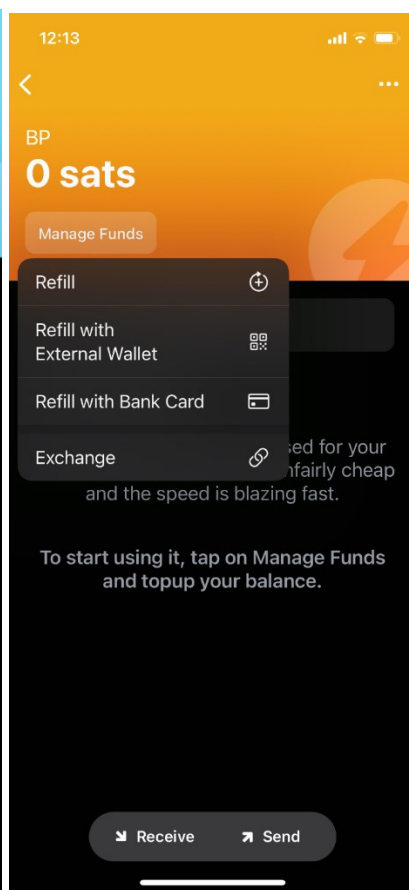 12:13
BP
0 sats
Manage Funds
Refill
Refill with
External Wallet
Refill with Bank Card
Exchange
sed for your
nfairly cheap
and the speed is blazing fast.
To start using it, tap on Manage Funds
and topup your balance.
Receive
Send